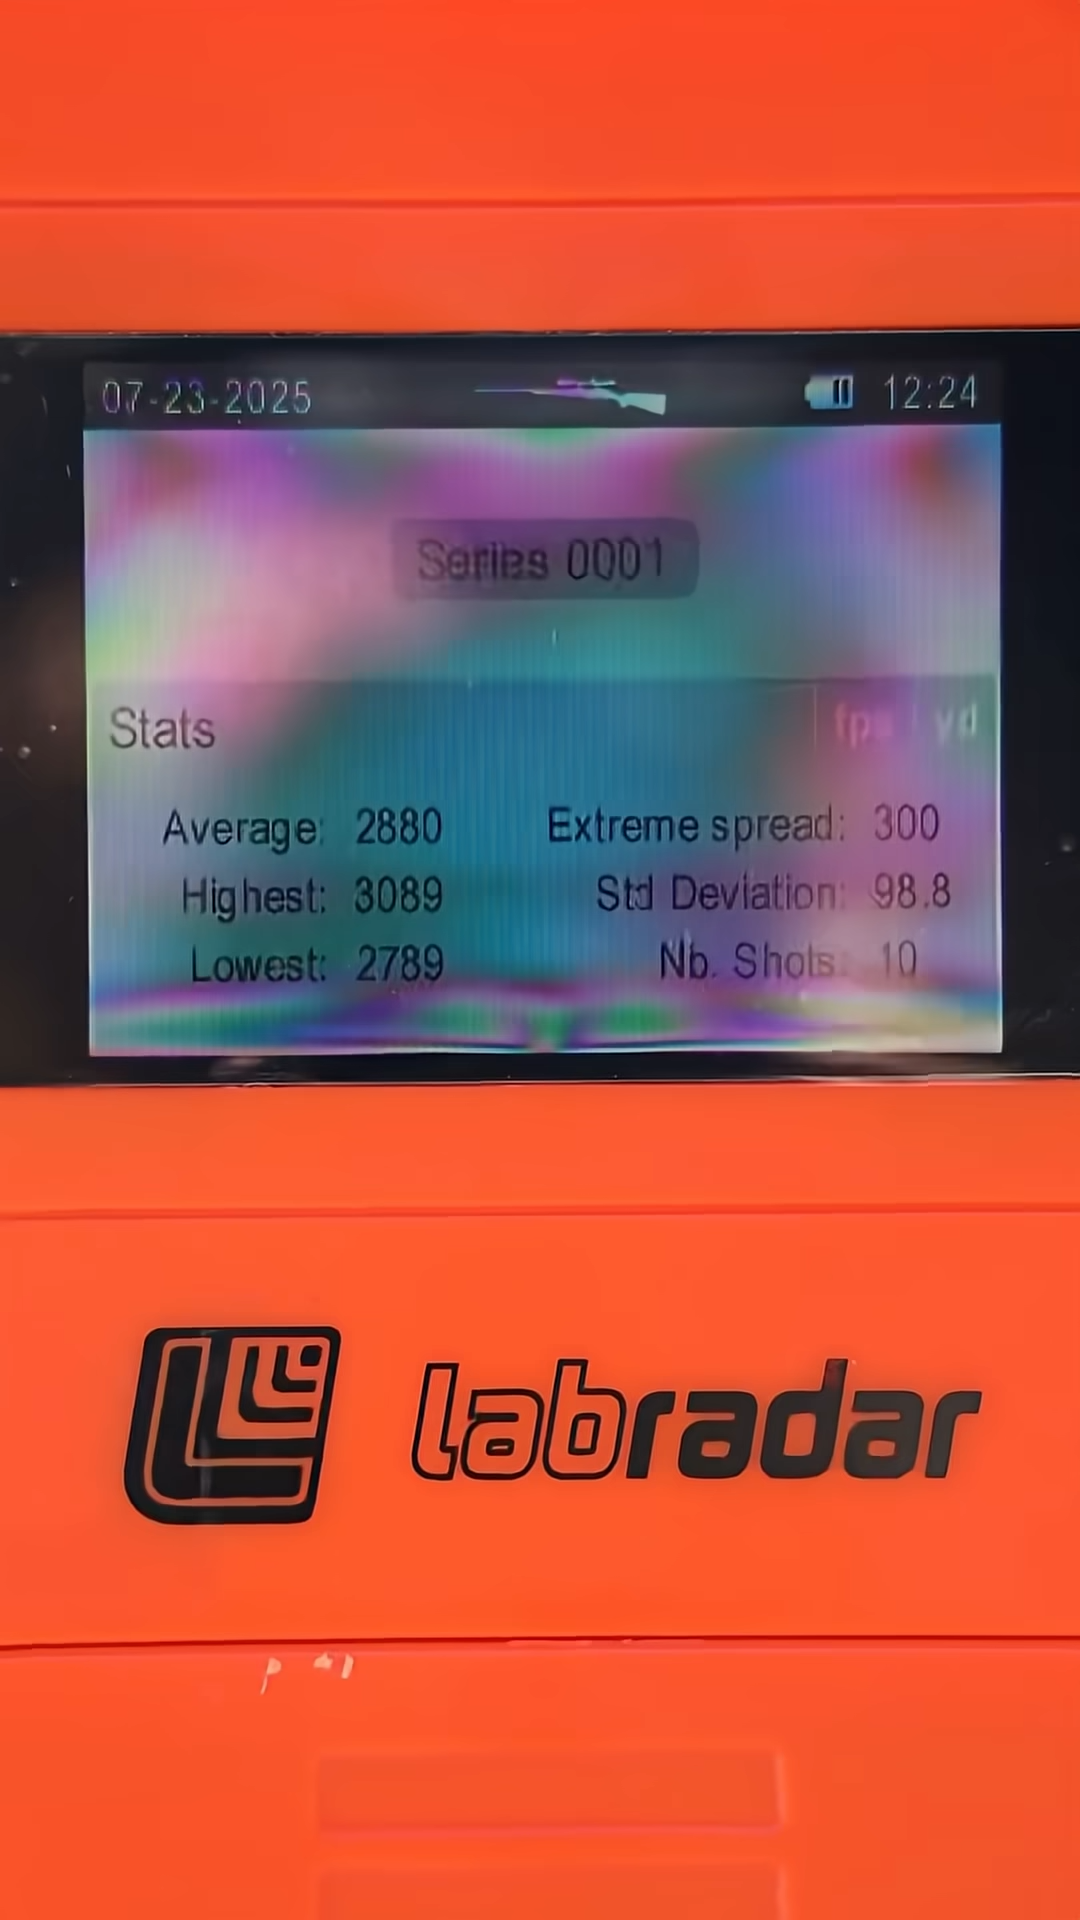 07-23-2025 12:24
Series 0001
Stats fps yd
Average: 2880 Extreme spread: 300
Highest: 3089 Std Deviation: 98.8
Lowest: 2789 Nb. Shots: 10
labradar